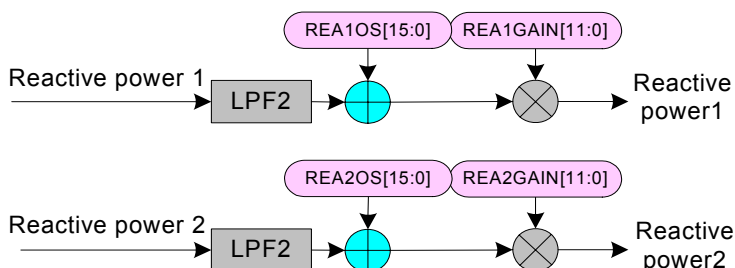 REA1OS[15:0] REA1GAIN[11:0]
Reactive power 1
LPF2
Reactive
power1
REA2OS[15:0] REA2GAIN[11:0]
Reactive power 2
LPF2
Reactive
power2